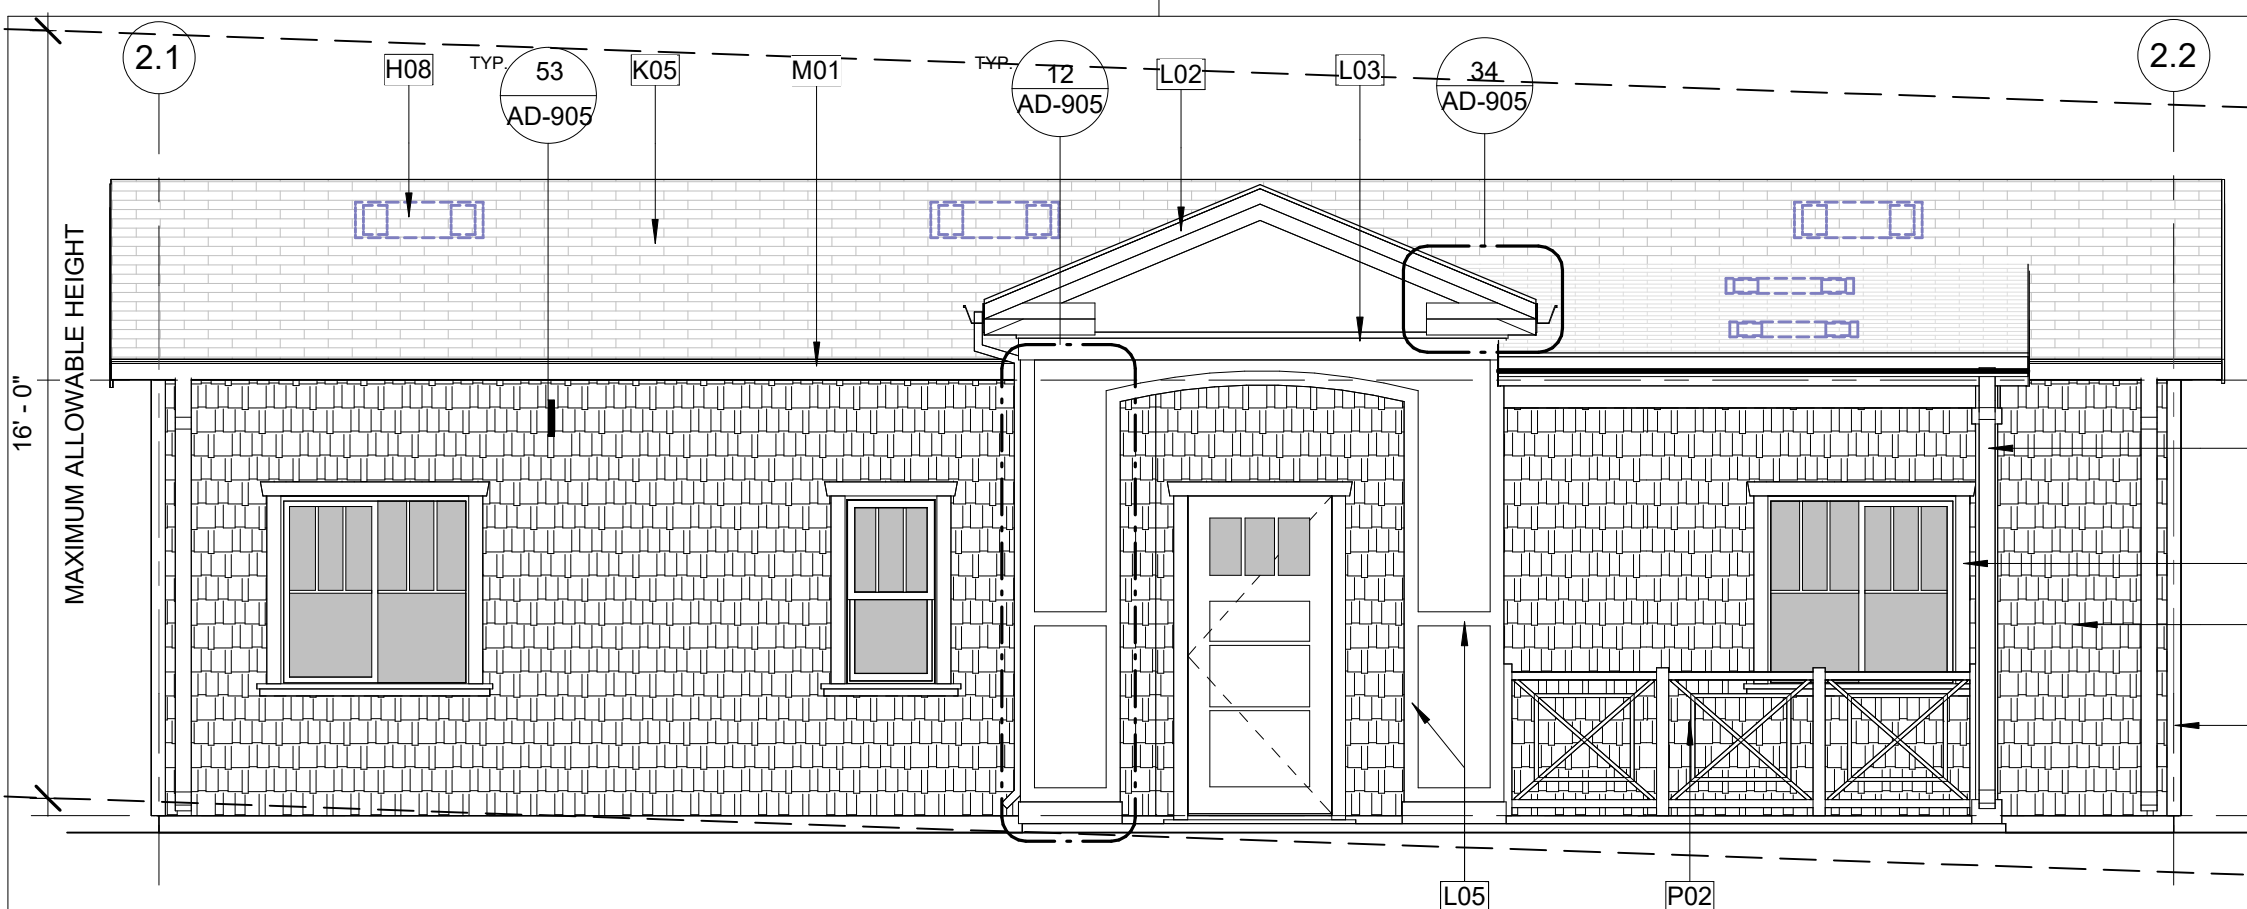 2.1
H08
TYP.
53
AD-905
K05
M01
TYP.
12
AD-905
L02
L03
34
AD-905
2.2
16' - 0"
MAXIMUM ALLOWABLE HEIGHT
L05
P02